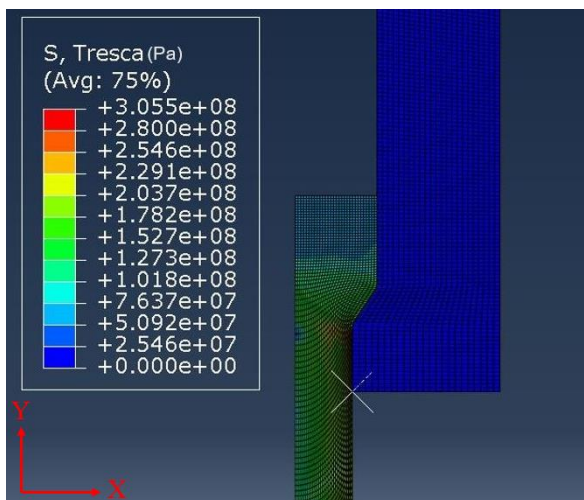 S, Tresca (Pa)
(Avg: 75%)
+3.055e+08
+2.800e+08
+2.546e+08
+2.291e+08
+2.037e+08
+1.782e+08
+1.527e+08
+1.273e+08
+1.018e+08
+7.637e+07
+5.092e+07
+2.546e+07
+0.000e+00
Y
X